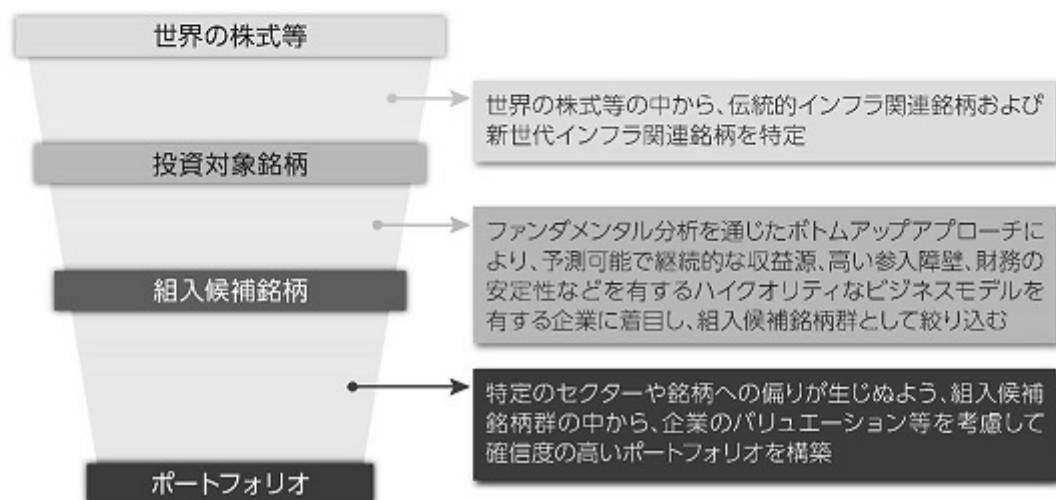 世界の株式等
世界の株式等の中から、伝統的インフラ関連銘柄および
新世代インフラ関連銘柄を特定
投資対象銘柄
ファンダメンタル分析を通じたボトムアップアプローチに
より、予測可能で継続的な収益源、高い参入障壁、財務の
安定性などを有するハイクオリティなビジネスモデルを
有する企業に着目し、組入候補銘柄群として絞り込む
組入候補銘柄
特定のセクターや銘柄への偏りが生じぬよう、組入候補
銘柄群の中から、企業のバリュエーション等を考慮して
確信度の高いポートフォリオを構築
ポートフォリオ